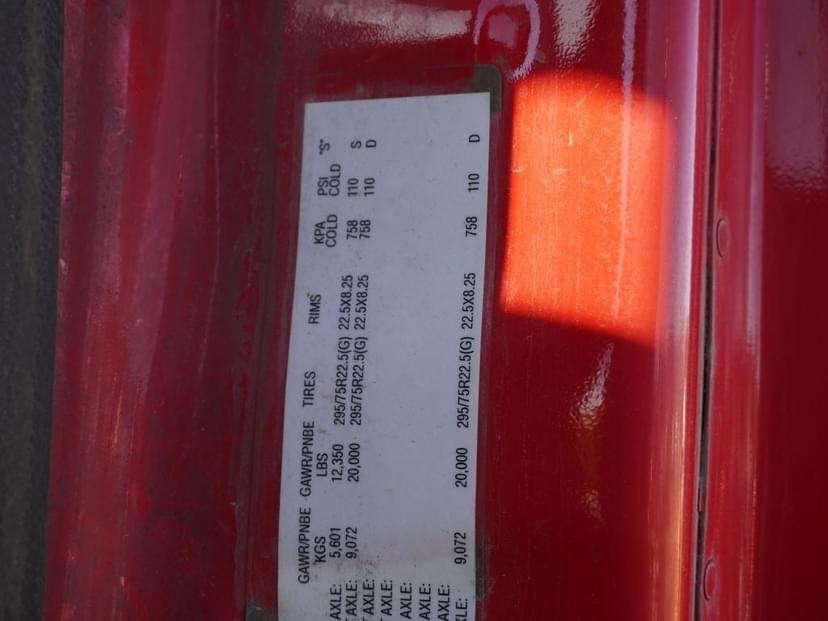 GAWR/PNBE GAWR/PNBE TIRES RIMS KPA PSI "S"
KGS LBS COLD COLD
AXLE: 5,601 12,350 295/75R22.5(G) 22.5X8.25 758 110 S
AXLE: 9,072 20,000 295/75R22.5(G) 22.5X8.25 758 110 D
AXLE:
AXLE:
AXLE:
AXLE:
AXLE:
9,072 20,000 295/75R22.5(G) 22.5X8.25 758 110 D